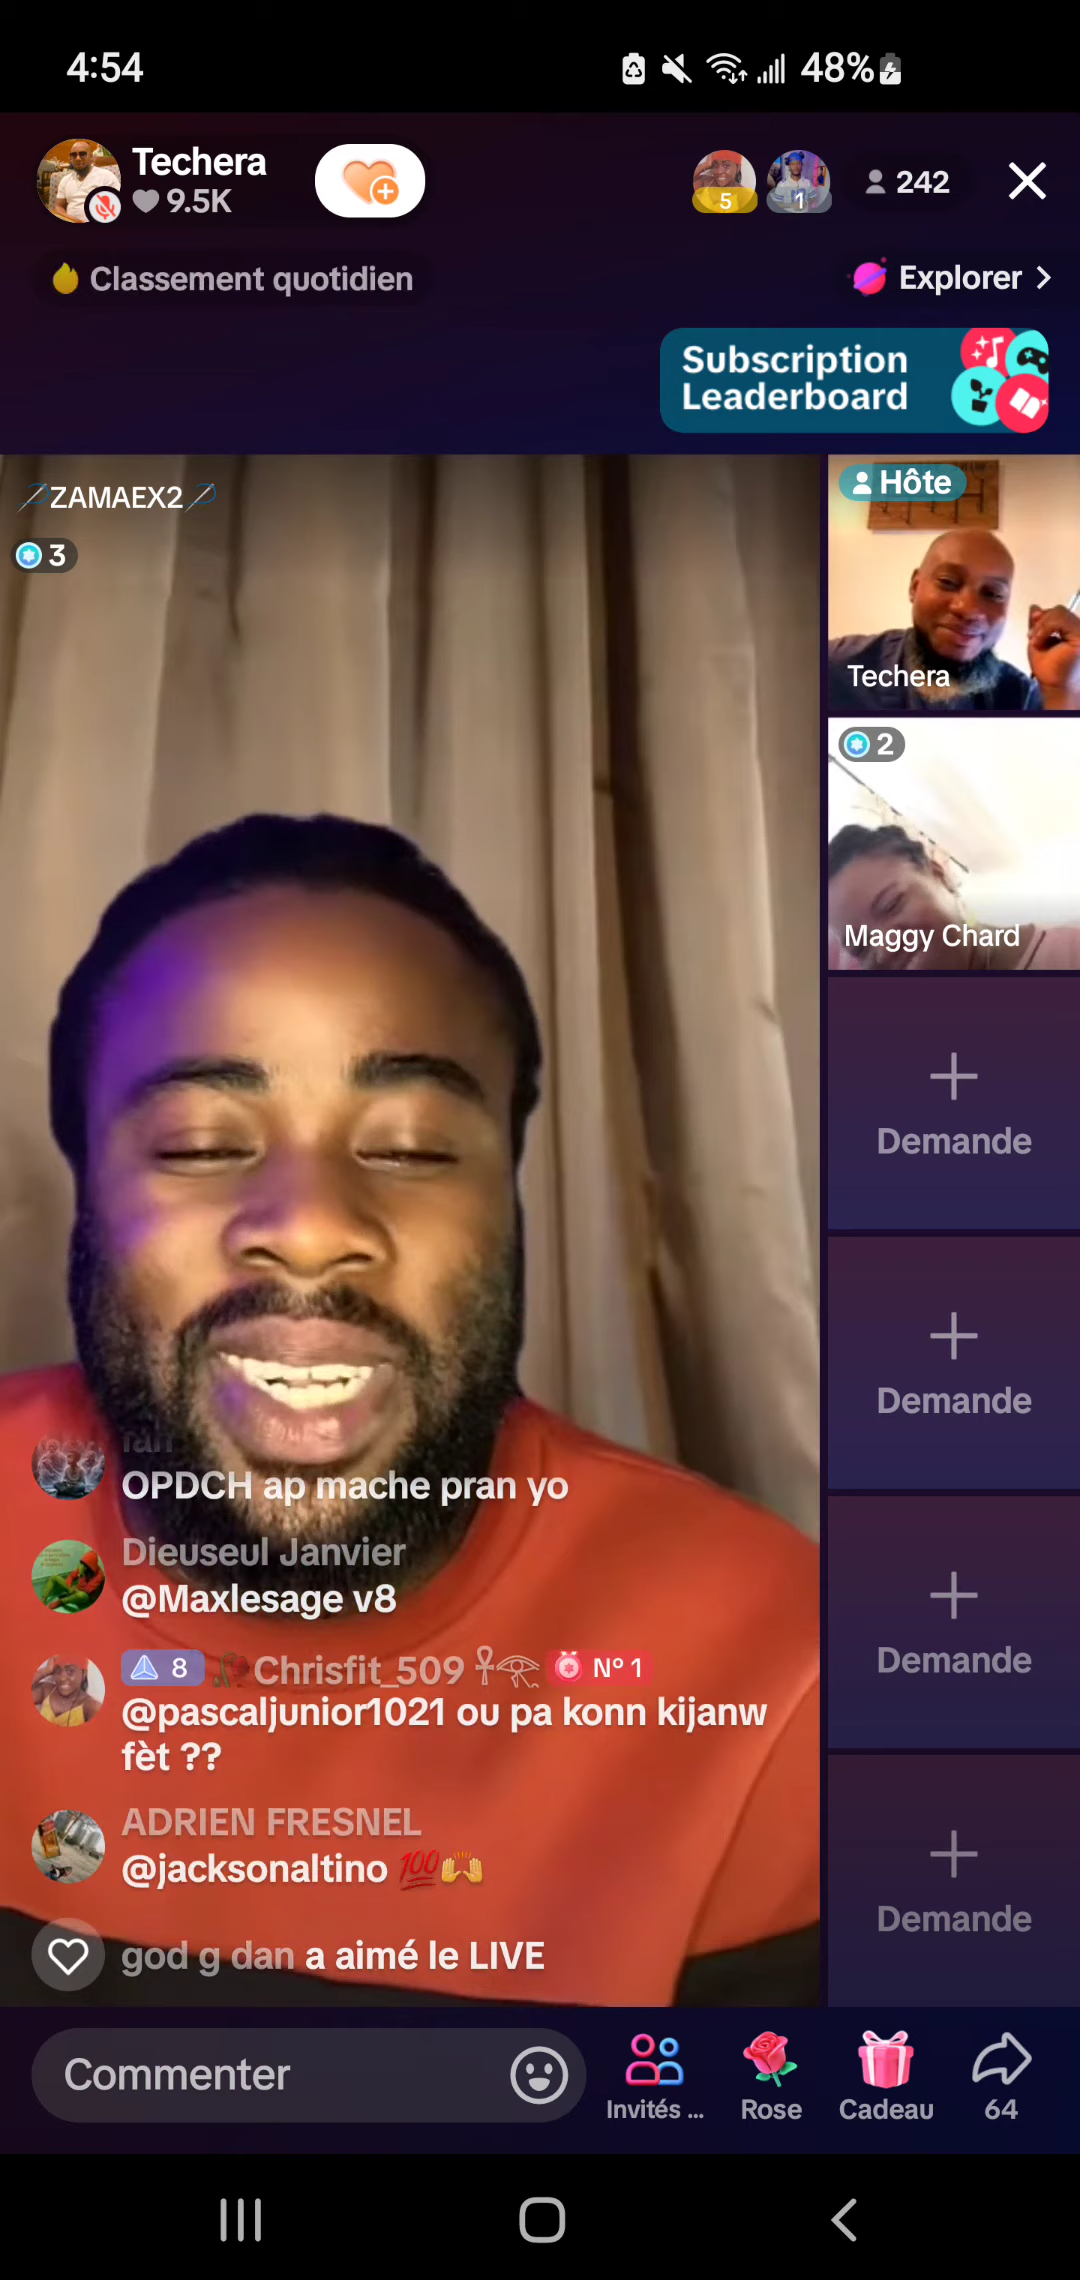 4:54
48%
Techera
9.5K
5
1
242
Classement quotidien
Explorer
Subscription
Leaderboard
ZAMAEX2
3
Hôte
Techera
2
Maggy Chard
Demande
Demande
Demande
Demande
OPDCH ap mache pran yo
Dieuseul Janvier
@Maxlesage v8
8 🥀Chrisfit_509 ☥𓂀 Nº 1
@pascaljunior1021 ou pa konn kijanw
fèt ??
ADRIEN FRESNEL
@jacksonaltino 💯🙌
god g dan a aimé le LIVE
Commenter
Invités ...
Rose
Cadeau
64